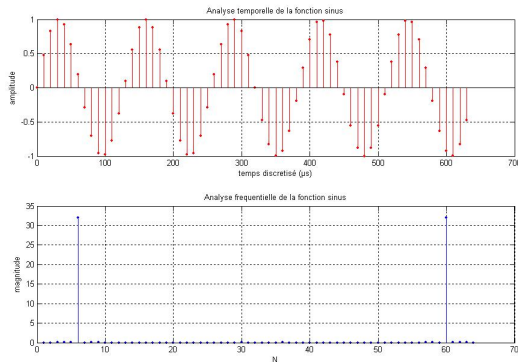 Analyse temporelle de la fonction sinus
1
0.5
0
-0.5
-1
amplitude
0 100 200 300 400 500 600 700
temps discretisé (µs)
Analyse frequentielle de la fonction sinus
35
30
25
20
15
10
5
0
magnitude
0 10 20 30 40 50 60 70
N